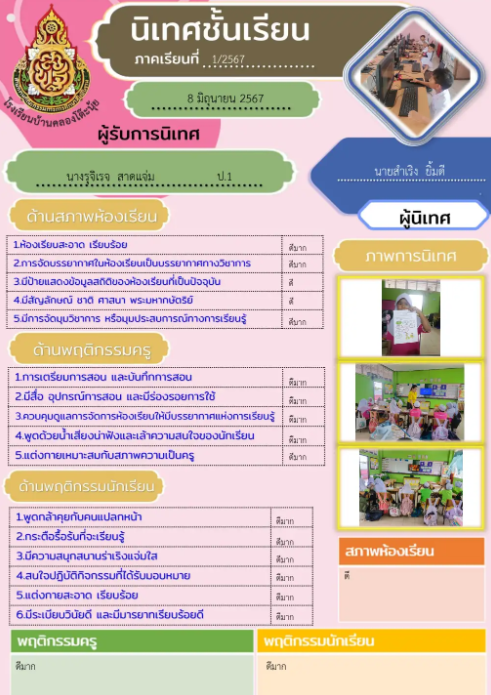 นิเทศชั้นเรียน
ภาคเรียนที่ 1/2567
8 มิถุนายน 2567
โรงเรียนบ้านคลองโต๊ะนุ้ย
ผู้รับการนิเทศ
นางรุจิเรจ สาดแจ่ม ป.1
นายสำเริง ยิ้มดี
ผู้นิเทศ
ด้านสภาพห้องเรียน
1.ห้องเรียนสะอาด เรียบร้อย ดีมาก
2.การจัดบรรยากาศในห้องเรียนเป็นบรรยากาศทางวิชาการ ดีมาก
3.มีป้ายแสดงข้อมูลสถิติของห้องเรียนที่เป็นปัจจุบัน ดี
4.มีสัญลักษณ์ ชาติ ศาสนา พระมหากษัตริย์ ดี
5.มีการจัดมุมวิชาการ หรือมุมประสบการณ์ทางการเรียนรู้ ดีมาก
ภาพการนิเทศ
ด้านพฤติกรรมครู
1.การเตรียมการสอน และบันทึกการสอน ดีมาก
2.มีสื่อ อุปกรณ์การสอน และมีร่องรอยการใช้ ดีมาก
3.ควบคุมดูแลการจัดการห้องเรียนให้มีบรรยากาศแห่งการเรียนรู้ ดีมาก
4.พูดด้วยน้ำเสียงน่าฟังและเล้าความสนใจของนักเรียน ดีมาก
5.แต่งกายเหมาะสมกับสภาพความเป็นครู ดีมาก
ด้านพฤติกรรมนักเรียน
1.พูดกล้าคุยกับคนแปลกหน้า ดีมาก
2.กระตือรื้อรันที่จะเรียนรู้ ดีมาก
3.มีความสนุกสนานร่าเริงแจ่มใส ดีมาก
4.สนใจปฏิบัติกิจกรรมที่ได้รับมอบหมาย ดีมาก
5.แต่งกายสะอาด เรียบร้อย ดีมาก
6.มีระเบียบวินัยดี และมีมารยาทเรียบร้อยดี ดีมาก
สภาพห้องเรียน
ดี
พฤติกรรมครู
ดีมาก
พฤติกรรมนักเรียน
ดีมาก